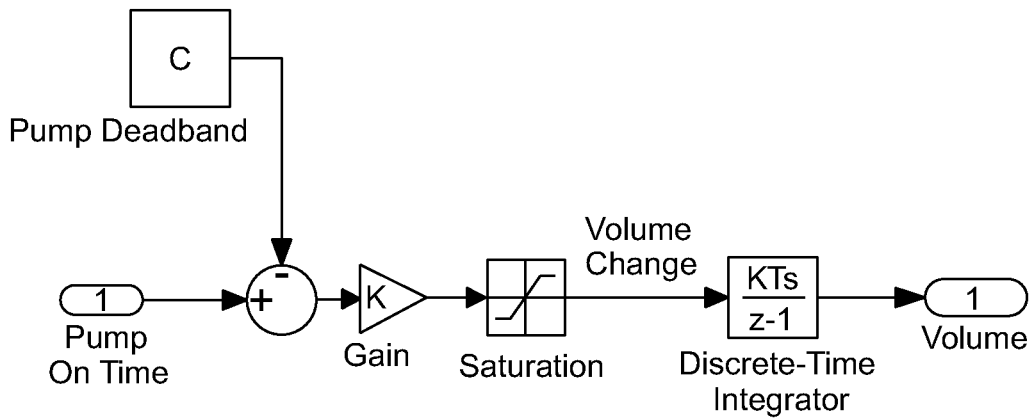 C
Pump Deadband
-
+
1
Pump
On Time
K
Gain
Saturation
Volume
Change
KTs
z-1
Discrete-Time
Integrator
1
Volume